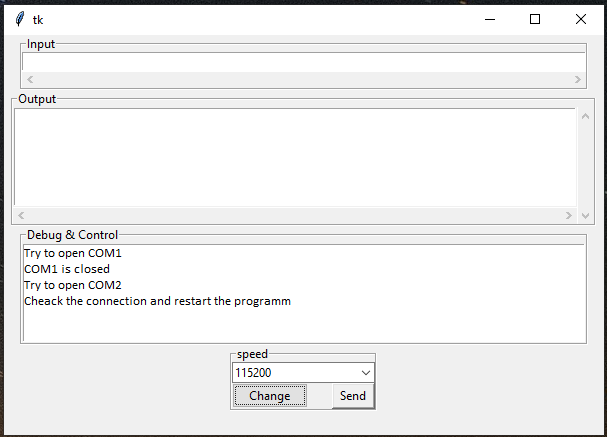 tk
Input
Output
Debug & Control
Try to open COM1
COM1 is closed
Try to open COM2
Cheack the connection and restart the programm
speed
115200
Change Send